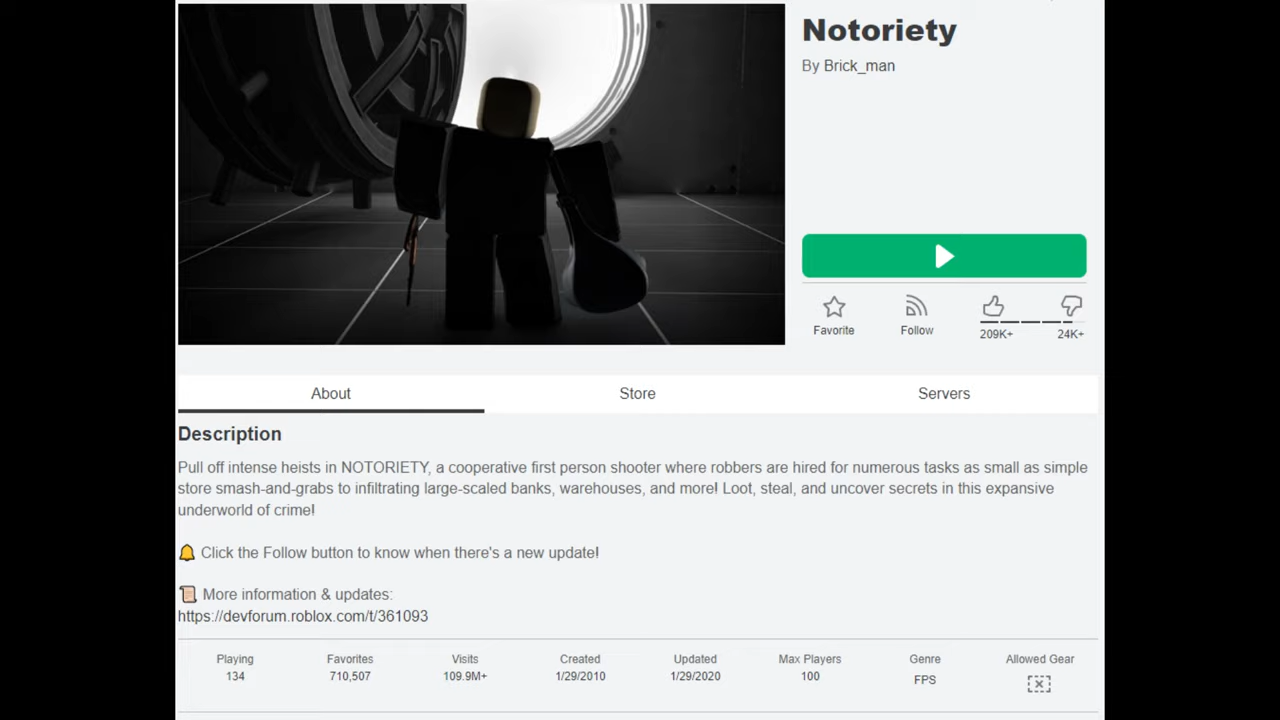 Notoriety
By Brick_man
Favorite
Follow
209K+
24K+
About
Store
Servers
Description
Pull off intense heists in NOTORIETY, a cooperative first person shooter where robbers are hired for numerous tasks as small as simple
store smash-and-grabs to infiltrating large-scaled banks, warehouses, and more! Loot, steal, and uncover secrets in this expansive
underworld of crime!
🔔 Click the Follow button to know when there's a new update!
📜 More information & updates:
https://devforum.roblox.com/t/361093
Playing
134
Favorites
710,507
Visits
109.9M+
Created
1/29/2010
Updated
1/29/2020
Max Players
100
Genre
FPS
Allowed Gear